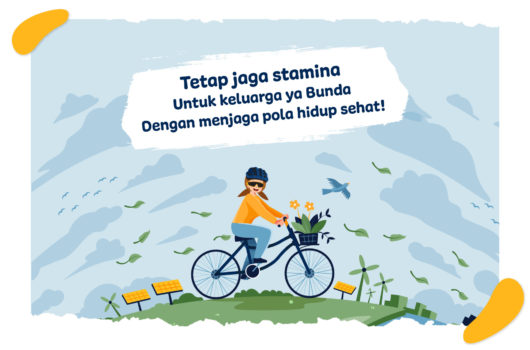 Tetap jaga stamina
Untuk keluarga ya Bunda
Dengan menjaga pola hidup sehat!